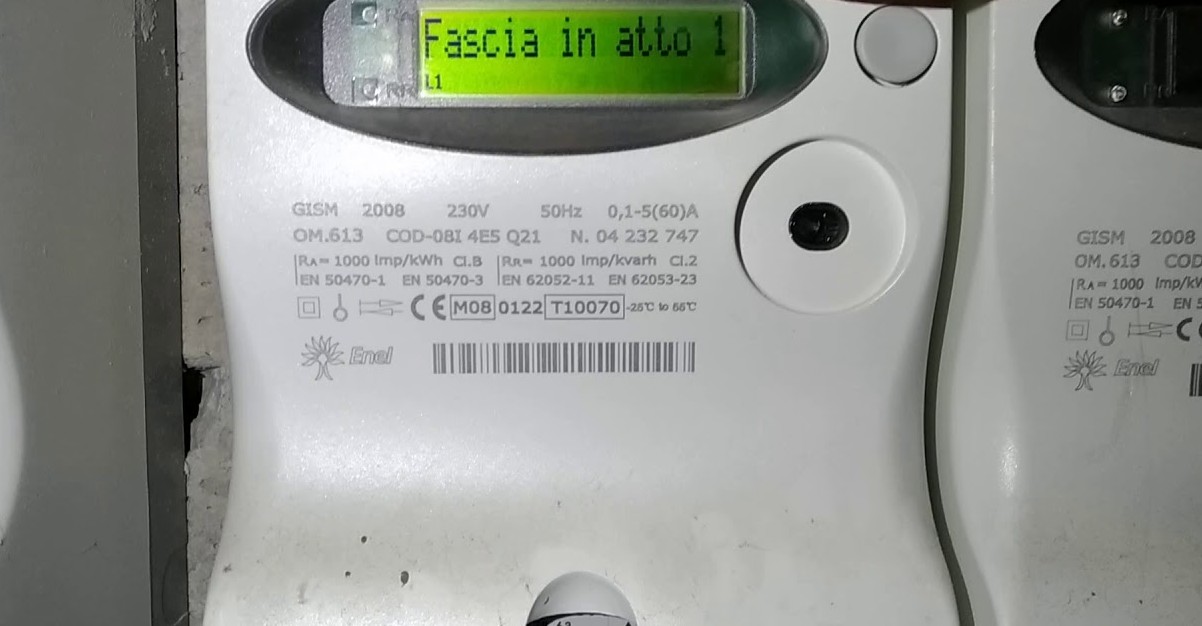 Fascia in atto 1
L1
GISM 2008 230V 50Hz 0,1-5(60)A
OM.613 COD-08I 4E5 Q21 N. 04 232 747
RA= 1000 Imp/kWh Cl.B RR= 1000 Imp/kvarh Cl.2
EN 50470-1 EN 50470-3 EN 62052-11 EN 62053-23
CE M08 0122 T10070 -25°C to 55°C
Enel
GISM 2008
OM.613 COD
RA= 1000 Imp/kW
EN 50470-1 EN 5
Enel